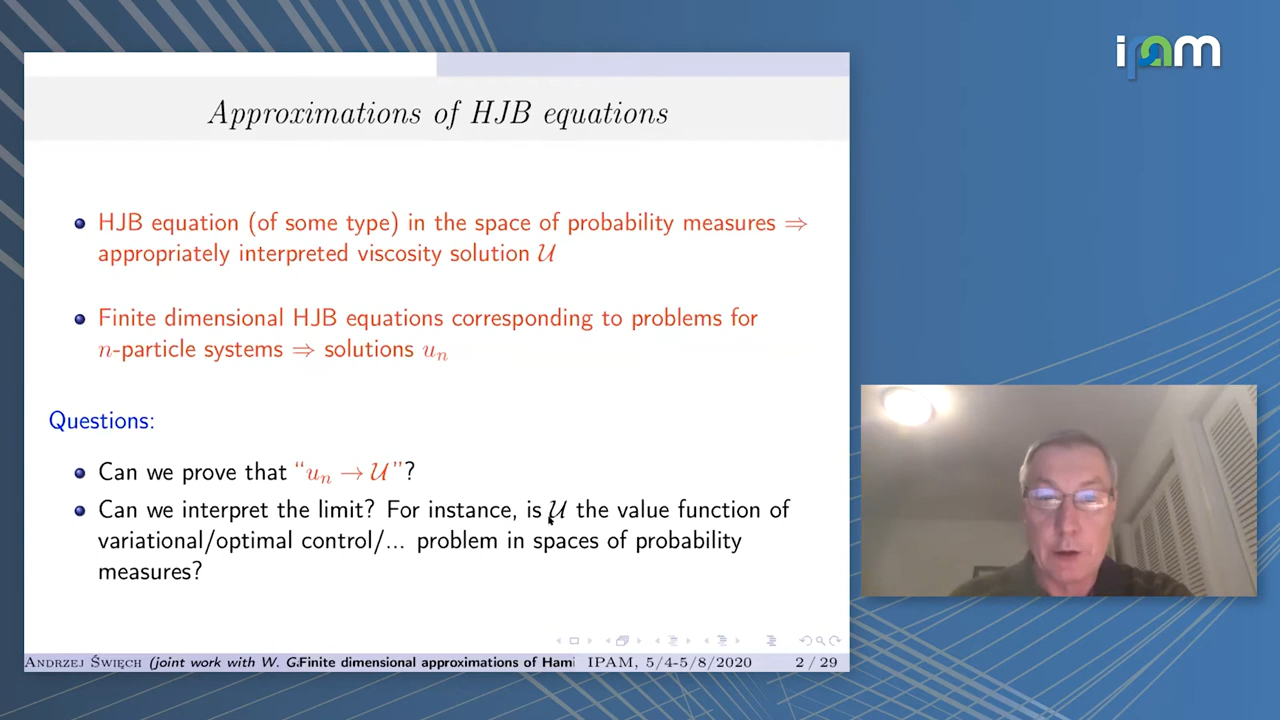 ipam
Approximations of HJB equations
HJB equation (of some type) in the space of probability measures ⇒
appropriately interpreted viscosity solution 𝒰
Finite dimensional HJB equations corresponding to problems for
n-particle systems ⇒ solutions uₙ
Questions:
Can we prove that “uₙ → 𝒰”?
Can we interpret the limit? For instance, is 𝒰 the value function of
variational/optimal control/... problem in spaces of probability
measures?
Andrzej Święch (joint work with W. G.Finite dimensional approximations of Hami IPAM, 5/4-5/8/2020 2 / 29